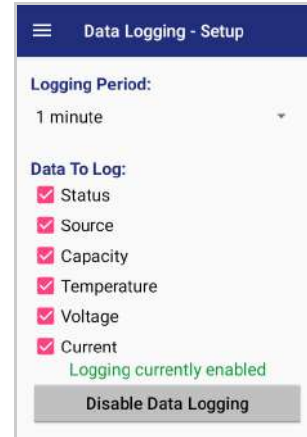 Data Logging - Setup
Logging Period:
1 minute
Data To Log:
Status
Source
Capacity
Temperature
Voltage
Current
Logging currently enabled
Disable Data Logging